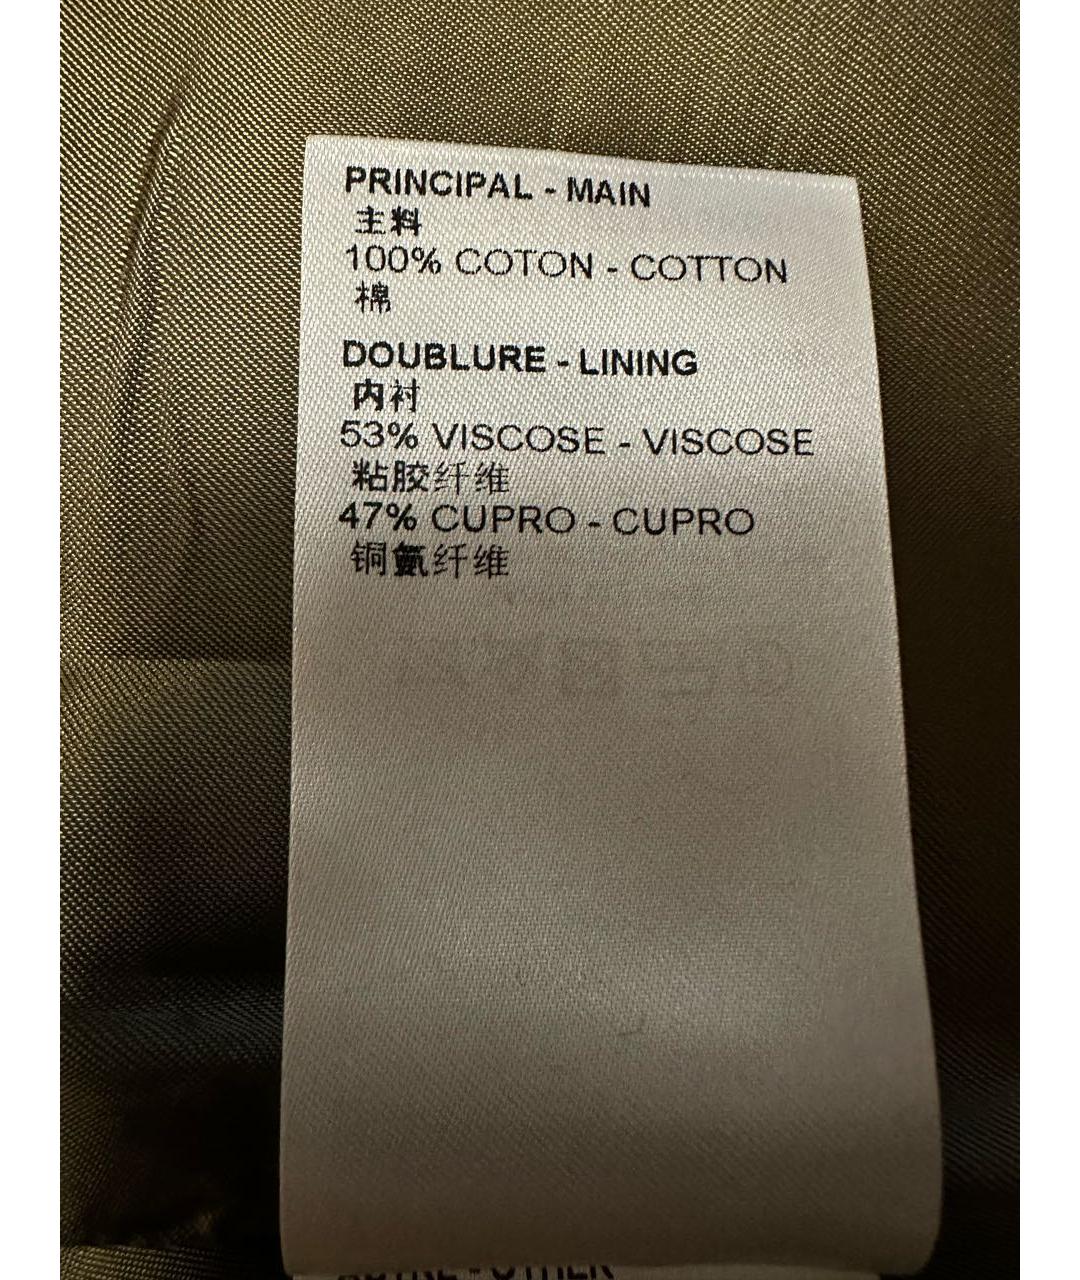 PRINCIPAL - MAIN
主料
100% COTON - COTTON
棉
DOUBLURE - LINING
内衬
53% VISCOSE - VISCOSE
粘胶纤维
47% CUPRO - CUPRO
铜氨纤维